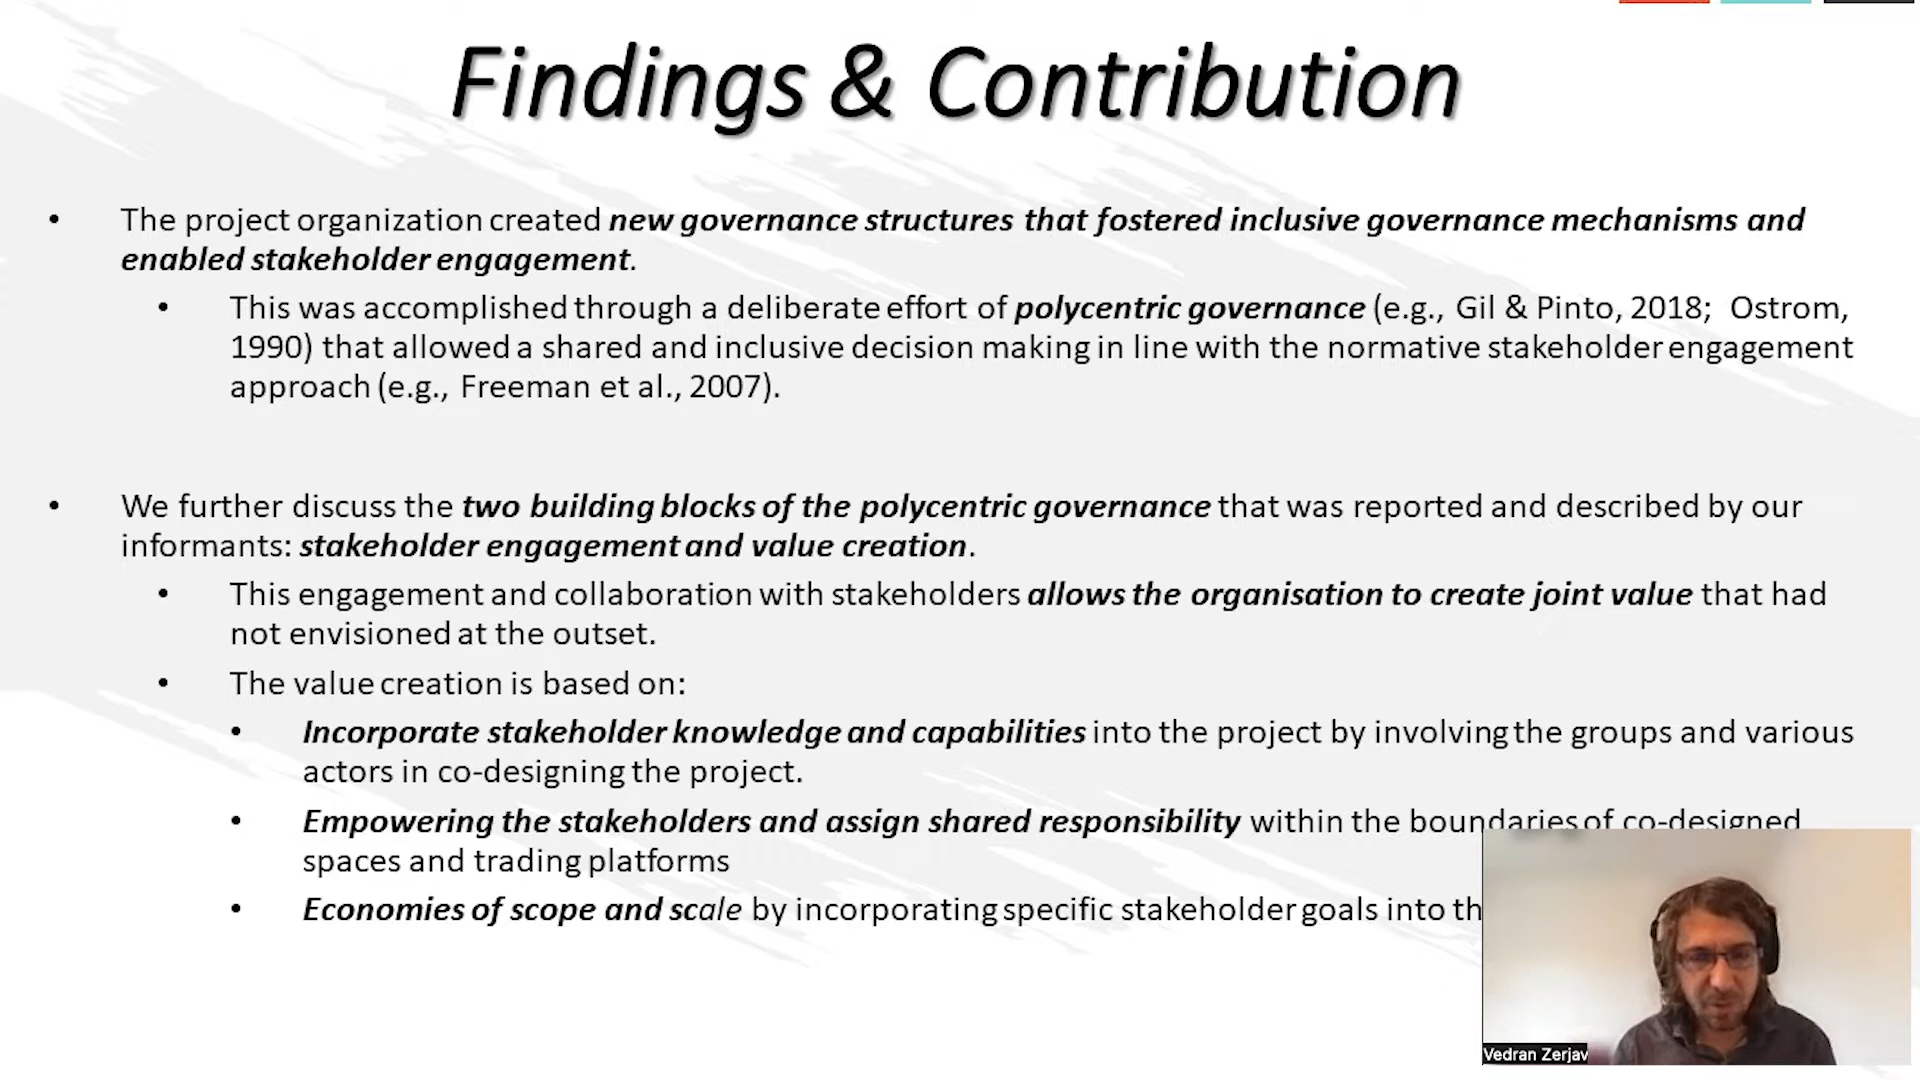 Findings & Contribution
• The project organization created new governance structures that fostered inclusive governance mechanisms and
enabled stakeholder engagement.
• This was accomplished through a deliberate effort of polycentric governance (e.g., Gil & Pinto, 2018; Ostrom,
1990) that allowed a shared and inclusive decision making in line with the normative stakeholder engagement
approach (e.g., Freeman et al., 2007).
• We further discuss the two building blocks of the polycentric governance that was reported and described by our
informants: stakeholder engagement and value creation.
• This engagement and collaboration with stakeholders allows the organisation to create joint value that had
not envisioned at the outset.
• The value creation is based on:
• Incorporate stakeholder knowledge and capabilities into the project by involving the groups and various
actors in co-designing the project.
• Empowering the stakeholders and assign shared responsibility within the boundaries of co-designed
spaces and trading platforms
• Economies of scope and scale by incorporating specific stakeholder goals into
Vedran Zerjav